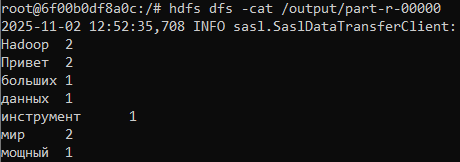 root@6f00b0df8a0c:/# hdfs dfs -cat /output/part-r-00000
2025-11-02 12:52:35,708 INFO sasl.SaslDataTransferClient:
Hadoop  2
Привет  2
больших 1
данных  1
инструмент      1
мир     2
мощный  1